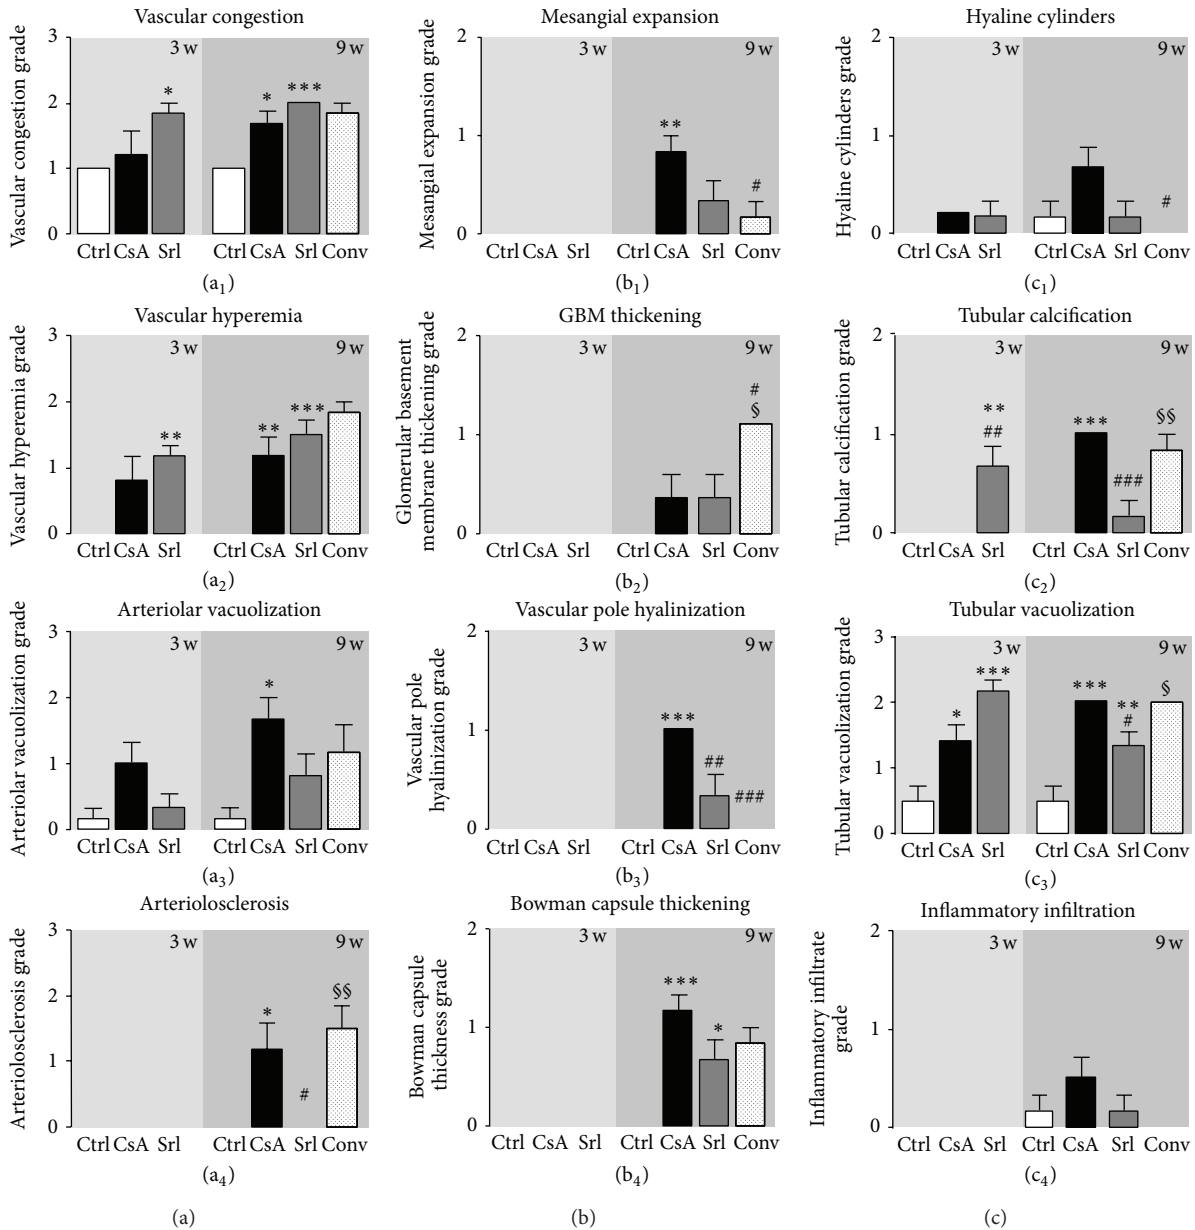 Vascular congestion
Vascular congestion grade
3
2
1
0
3 w
9 w
*
*
***
Ctrl CsA Srl Ctrl CsA Srl Conv
(a1)
Mesangial expansion
Mesangial expansion grade
2
1
0
3 w
9 w
**
#
Ctrl CsA Srl Ctrl CsA Srl Conv
(b1)
Hyaline cylinders
Hyaline cylinders grade
2
1
0
3 w
9 w
#
Ctrl CsA Srl Ctrl CsA Srl Conv
(c1)
Vascular hyperemia
Vascular hyperemia grade
3
2
1
0
3 w
9 w
**
**
***
Ctrl CsA Srl Ctrl CsA Srl Conv
(a2)
GBM thickening
Glomerular basement
membrane thickening grade
2
1
0
3 w
9 w
#
§
Ctrl CsA Srl Ctrl CsA Srl Conv
(b2)
Tubular calcification
Tubular calcification grade
2
1
0
3 w
9 w
**
##
***
###
§§
Ctrl CsA Srl Ctrl CsA Srl Conv
(c2)
Arteriolar vacuolization
Arteriolar vacuolization grade
3
2
1
0
3 w
9 w
*
Ctrl CsA Srl Ctrl CsA Srl Conv
(a3)
Vascular pole hyalinization
Vascular pole
hyalinization grade
2
1
0
3 w
9 w
***
##
###
Ctrl CsA Srl Ctrl CsA Srl Conv
(b3)
Tubular vacuolization
Tubular vacuolization grade
3
2
1
0
3 w
9 w
*
***
***
**
#
§
Ctrl CsA Srl Ctrl CsA Srl Conv
(c3)
Arteriolosclerosis
Arteriolosclerosis grade
3
2
1
0
3 w
9 w
*
#
§§
Ctrl CsA Srl Ctrl CsA Srl Conv
(a4)
Bowman capsule thickening
Bowman capsule
thickness grade
2
1
0
3 w
9 w
***
*
Ctrl CsA Srl Ctrl CsA Srl Conv
(b4)
Inflammatory infiltration
Inflammatory infiltrate
grade
2
1
0
3 w
9 w
Ctrl CsA Srl Ctrl CsA Srl Conv
(c4)
(a)
(b)
(c)